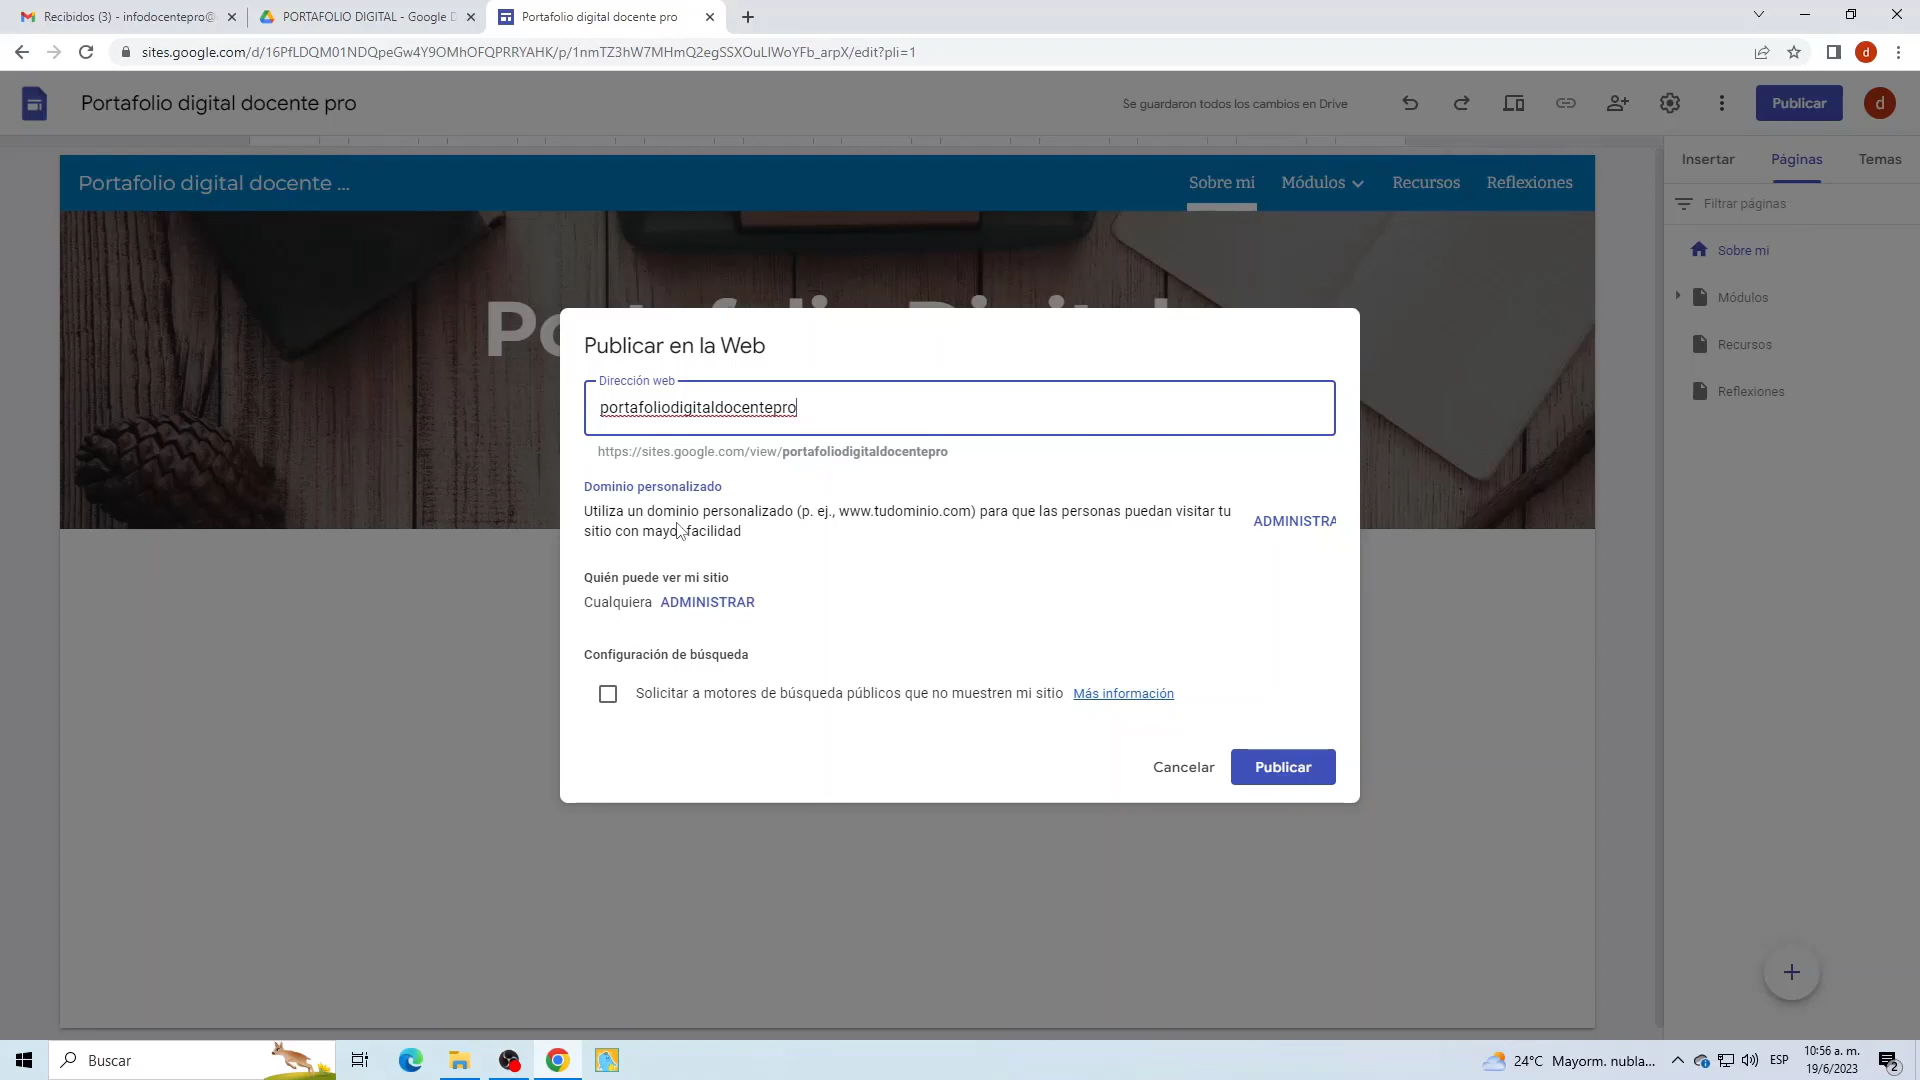 Recibidos (3) - infodocentepro@
PORTAFOLIO DIGITAL - Google D
Portafolio digital docente pro
sites.google.com/d/16PfLDQM01NDQpeGw4Y9OMhOFQPRRYAHK/p/1nmTZ3hW7MHmQ2egSSXOuLlWoYFb_arpX/edit?pli=1
d
Portafolio digital docente pro
Se guardaron todos los cambios en Drive
Publicar
d
Insertar
Páginas
Temas
Portafolio digital docente ...
Sobre mi
Módulos
Recursos
Reflexiones
Filtrar páginas
Sobre mi
Módulos
Recursos
Reflexiones
Publicar en la Web
Dirección web
portafoliodigitaldocentepro
https://sites.google.com/view/portafoliodigitaldocentepro
Dominio personalizado
Utiliza un dominio personalizado (p. ej., www.tudominio.com) para que las personas puedan visitar tu
sitio con mayor facilidad
ADMINISTRA
Quién puede ver mi sitio
Cualquiera ADMINISTRAR
Configuración de búsqueda
Solicitar a motores de búsqueda públicos que no muestren mi sitio Más información
Cancelar
Publicar
Buscar
24°C Mayorm. nubla...
ESP
10:56 a. m.
19/6/2023
2